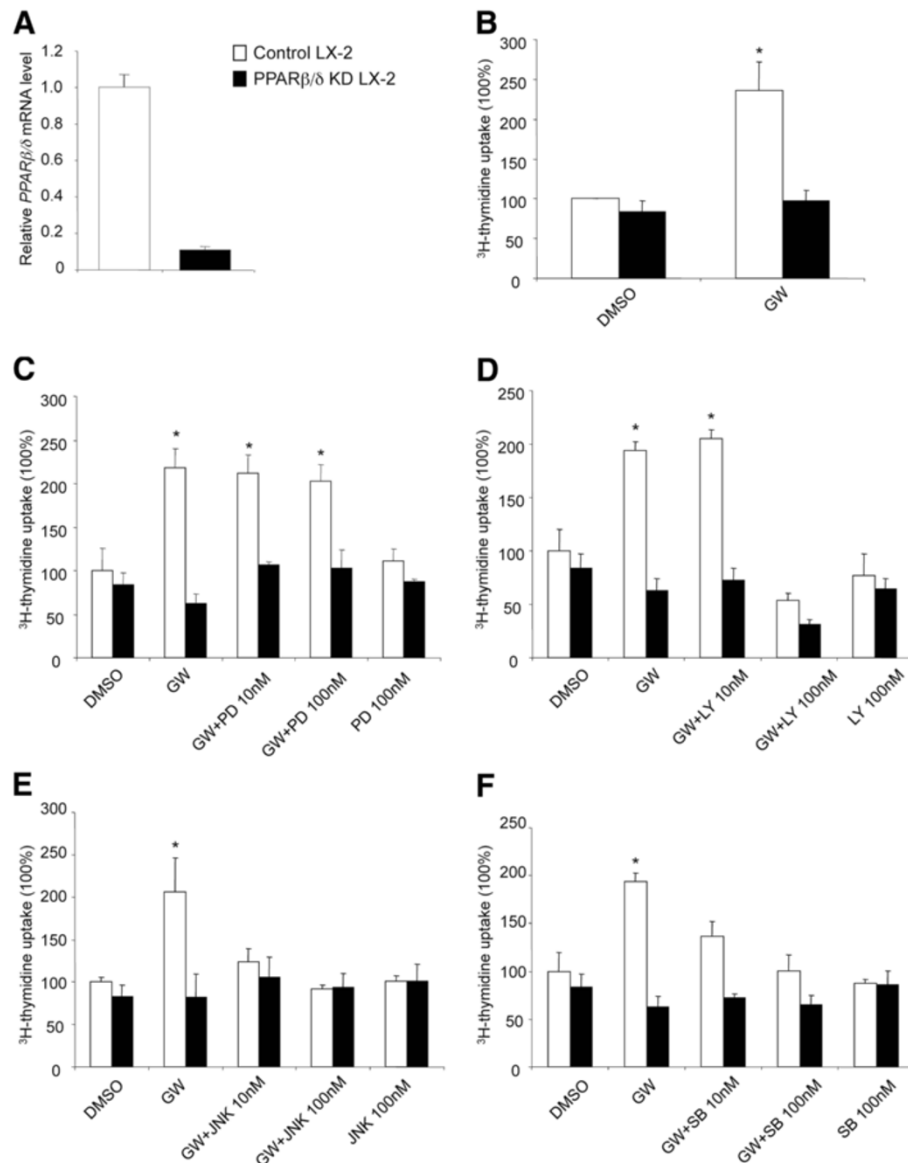 A
Relative PPARβ/δ mRNA level
1.2
1.0
0.8
0.6
0.4
0.2
0
Control LX-2
PPARβ/δ KD LX-2
B
³H-thymidine uptake (100%)
300
250
200
150
100
50
0
*
DMSO
GW
C
³H-thymidine uptake (100%)
300
250
200
150
100
50
0
*
*
*
DMSO
GW
GW+PD 10nM
GW+PD 100nM
PD 100nM
D
³H-thymidine uptake (100%)
250
200
150
100
50
0
*
*
DMSO
GW
GW+LY 10nM
GW+LY 100nM
LY 100nM
E
³H-thymidine uptake (100%)
300
250
200
150
100
50
0
*
DMSO
GW
GW+JNK 10nM
GW+JNK 100nM
JNK 100nM
F
³H-thymidine uptake (100%)
250
200
150
100
50
0
*
DMSO
GW
GW+SB 10nM
GW+SB 100nM
SB 100nM